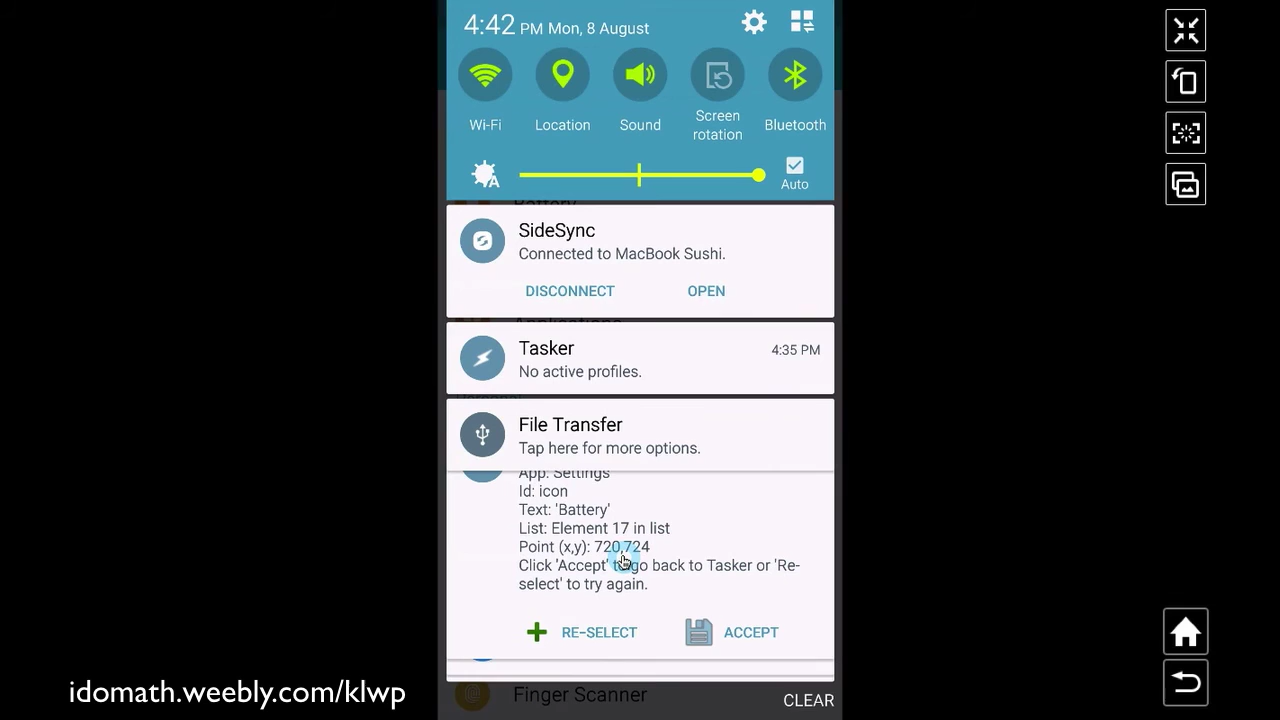 4:42 PM Mon, 8 August
Wi-Fi
Location
Sound
Screen
rotation
Bluetooth
A
Auto
Battery
SideSync
Connected to MacBook Sushi.
DISCONNECT OPEN
Applications
Tasker 4:35 PM
No active profiles.
Personal
File Transfer
Tap here for more options.
App: Settings
Id: icon
Text: 'Battery'
List: Element 17 in list
Point (x,y): 720,724
Click 'Accept' to go back to Tasker or 'Re-
select' to try again.
RE-SELECT ACCEPT
Finger Scanner
CLEAR
idomath.weebly.com/klwp